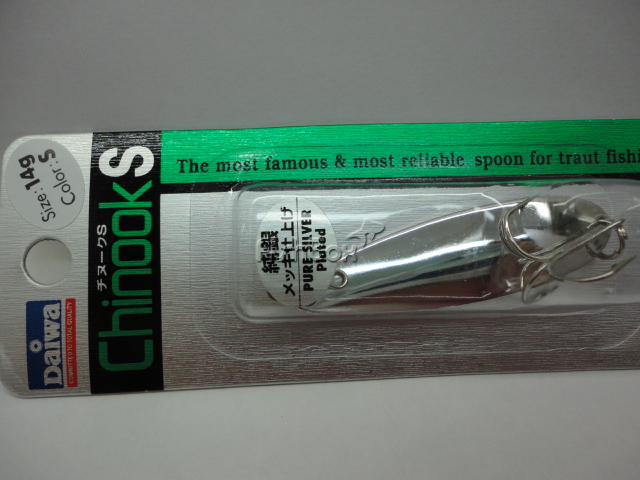 Size:14g
Color:S
Chinook S
チヌークS
Daiwa
The most famous & most reliable spoon for traut fishi
純銀
メッキ仕上げ
PURE SILVER
Plated